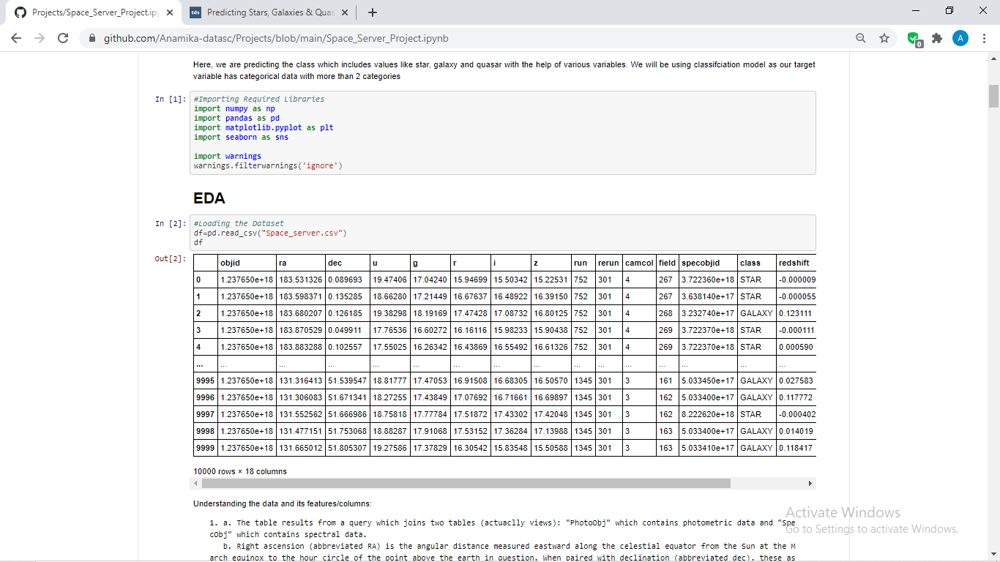 Projects/Space_Server_Project.ipy
tds Predicting Stars, Galaxies & Quas
github.com/Anamika-datasc/Projects/blob/main/Space_Server_Project.ipynb
0
A
Here, we are predicting the class which includes values like star, galaxy and quasar with the help of various variables. We will be using classifciation model as our target
variable has categorical data with more than 2 categories
In [1]: #Importing Required Libraries
import numpy as np
import pandas as pd
import matplotlib.pyplot as plt
import seaborn as sns
import warnings
warnings.filterwarnings('ignore')
EDA
In [2]: #Loading the Dataset
df=pd.read_csv("Space_server.csv")
df
Out[2]:
objid ra dec u g r i z run rerun camcol field specobjid class redshift
0 1.237650e+18 183.531326 0.089693 19.47406 17.04240 15.94699 15.50342 15.22531 752 301 4 267 3.722360e+18 STAR -0.000009
1 1.237650e+18 183.598371 0.135285 18.66280 17.21449 16.67637 16.48922 16.39150 752 301 4 267 3.638140e+17 STAR -0.000055
2 1.237650e+18 183.680207 0.126185 19.38298 18.19169 17.47428 17.08732 16.80125 752 301 4 268 3.232740e+17 GALAXY 0.123111
3 1.237650e+18 183.870529 0.049911 17.76536 16.60272 16.16116 15.98233 15.90438 752 301 4 269 3.722370e+18 STAR -0.000111
4 1.237650e+18 183.883288 0.102557 17.55025 16.26342 16.43869 16.55492 16.61326 752 301 4 269 3.722370e+18 STAR 0.000590
... ... ... ... ... ... ... ... ... ... ... ... ... ... ... ...
9995 1.237650e+18 131.316413 51.539547 18.81777 17.47053 16.91508 16.68305 16.50570 1345 301 3 161 5.033450e+17 GALAXY 0.027583
9996 1.237650e+18 131.306083 51.671341 18.27255 17.43849 17.07692 16.71661 16.69897 1345 301 3 162 5.033400e+17 GALAXY 0.117772
9997 1.237650e+18 131.552562 51.666986 18.75818 17.77784 17.51872 17.43302 17.42048 1345 301 3 162 8.222620e+18 STAR -0.000402
9998 1.237650e+18 131.477151 51.753068 18.88287 17.91068 17.53152 17.36284 17.13988 1345 301 3 163 5.033400e+17 GALAXY 0.014019
9999 1.237650e+18 131.665012 51.805307 19.27586 17.37829 16.30542 15.83548 15.50588 1345 301 3 163 5.033410e+17 GALAXY 0.118417
10000 rows × 18 columns
Understanding the data and its features/columns:
1. a. The table results from a query which joins two tables (actuaclly views): "PhotoObj" which contains photometric data and "Spe
cObj" which contains spectral data.
b. Right ascension (abbreviated RA) is the angular distance measured eastward along the celestial equator from the Sun at the M
arch equinox to the hour circle of the point above the earth in question. When paired with declination (abbreviated dec), these as
Activate Windows
Go to Settings to activate Windows.